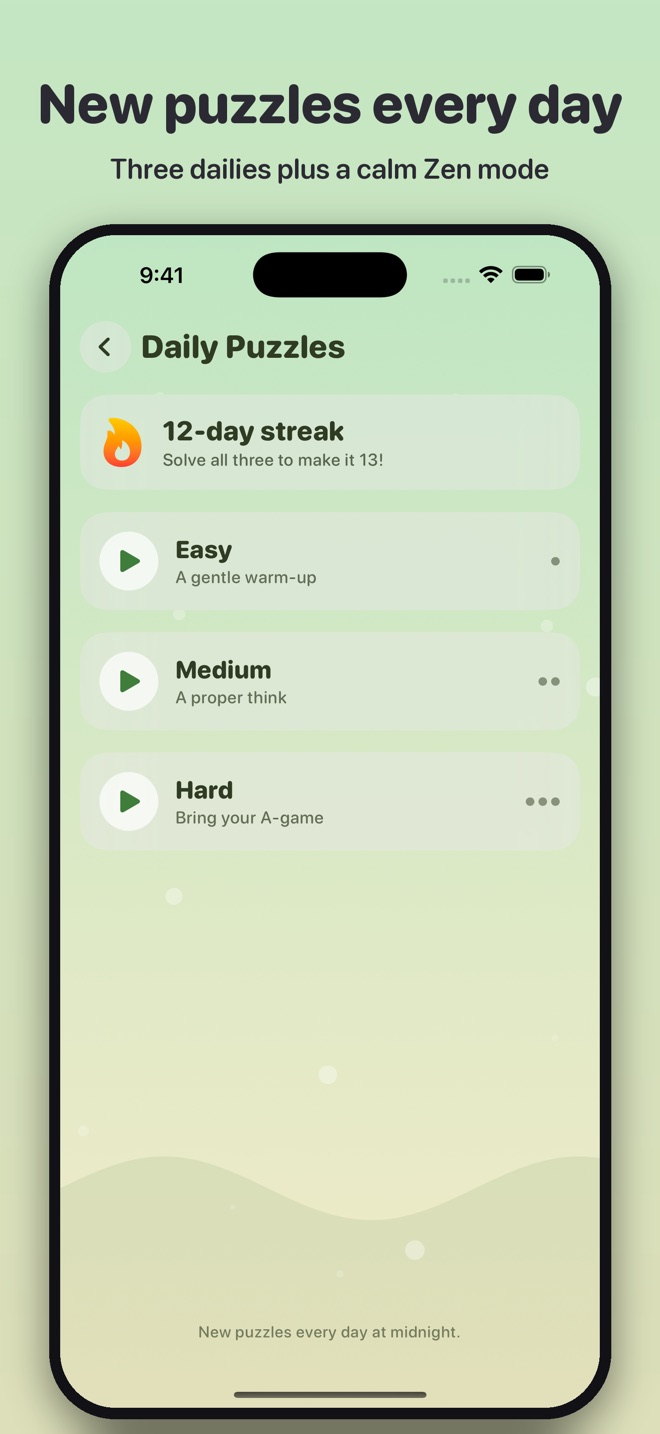 New puzzles every day
Three dailies plus a calm Zen mode
9:41
Daily Puzzles
12-day streak
Solve all three to make it 13!
Easy
A gentle warm-up
Medium
A proper think
Hard
Bring your A-game
New puzzles every day at midnight.